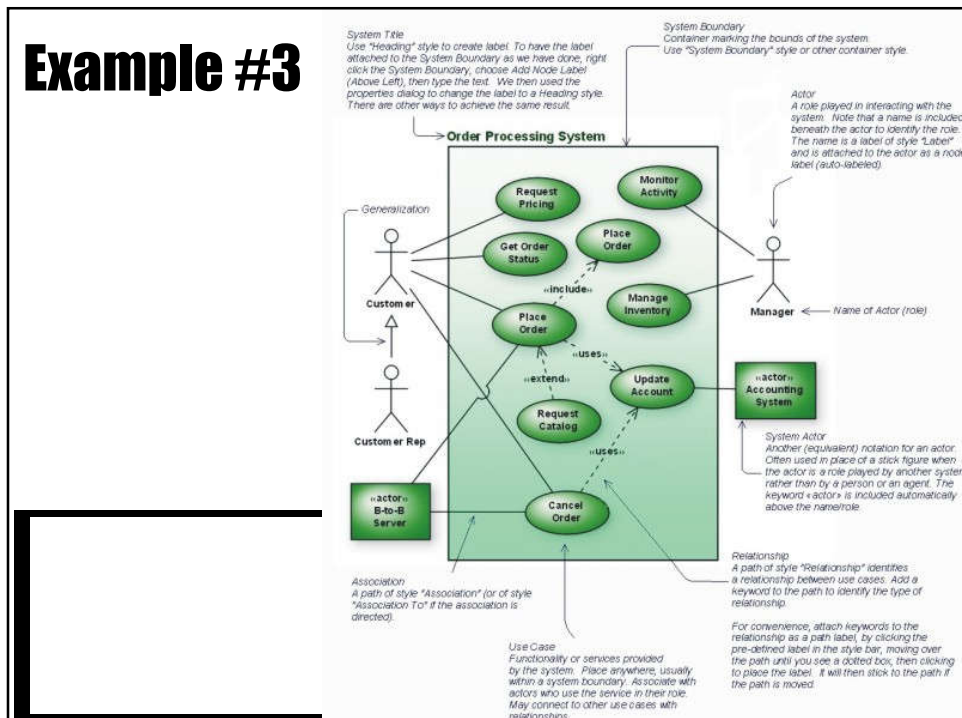 Example #3
System Title
Use "Heading" style to create label. To have the label
attached to the System Boundary as we have done, right
click the System Boundary, choose Add Node Label
(Above Left), then type the text. We then used the
properties dialog to change the label to a Heading style.
There are other ways to achieve the same result.
System Boundary
Container marking the bounds of the system.
Use "System Boundary" style or other container style.
Actor
A role played in interacting with the
system. Note that a name is included
beneath the actor to identify the role.
The name is a label of style "Label"
and is attached to the actor as a node
label (auto-labeled).
Order Processing System
Generalization
Request
Pricing
Monitor
Activity
Get Order
Status
Place
Order
«include»
Customer
Place
Order
Manage
Inventory
Manager
Name of Actor (role)
«uses»
«extend»
Update
Account
«actor»
Accounting
System
Customer Rep
Request
Catalog
«uses»
System Actor
Another (equivalent) notation for an actor.
Often used in place of a stick figure when
the actor is a role played by another system
rather than by a person or an agent. The
keyword «actor» is included automatically
above the name/role.
«actor»
B-to-B
Server
Cancel
Order
Association
A path of style "Association" (or of style
"Association To" if the association is
directed).
Relationship
A path of style "Relationship" identifies
a relationship between use cases. Add a
keyword to the path to identify the type of
relationship.
For convenience, attach keywords to the
relationship as a path label, by clicking the
pre-defined label in the style bar, moving over
the path until you see a dotted box, then clicking
to place the label. It will then stick to the path if
the path is moved.
Use Case
Functionality or services provided
by the system. Place anywhere, usually
within a system boundary. Associate with
actors who use the service in their role.
May connect to other use cases with
relationships.